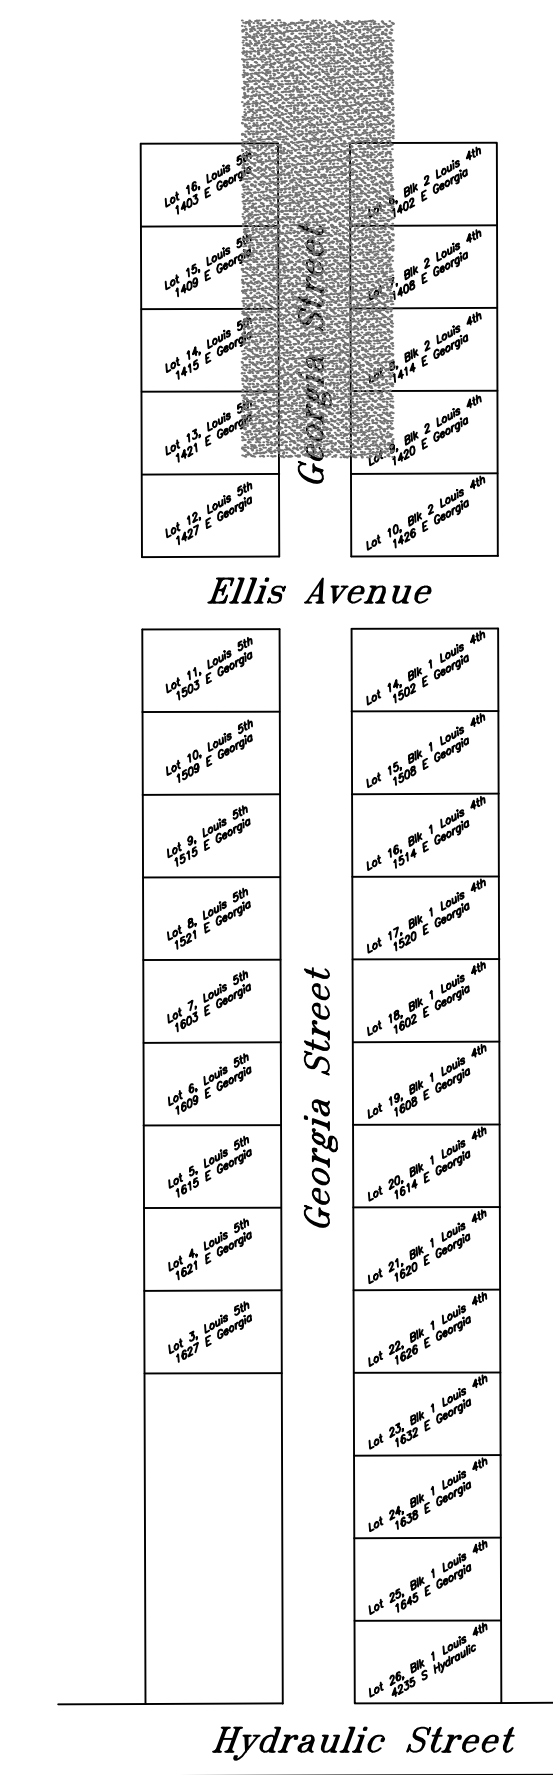 Lot 16, Louis 5th
1403 E Georgia
Blk 2 Louis 4th
1402 E Georgia
Lot 15, Louis 5th
1409 E Georgia
Lot 7, Blk 2 Louis 4th
1408 E Georgia
Georgia Street
Lot 14, Louis 5th
1415 E Georgia
Blk 2 Louis 4th
1414 E Georgia
Lot 13, Louis 5th
1421 E Georgia
Lot 9, Blk 2 Louis 4th
1420 E Georgia
Lot 12, Louis 5th
1427 E Georgia
Lot 10, Blk 2 Louis 4th
1426 E Georgia
Ellis Avenue
Lot 11, Louis 5th
1503 E Georgia
Lot 14, Blk 1 Louis 4th
1502 E Georgia
Lot 10, Louis 5th
1509 E Georgia
Lot 15, Blk 1 Louis 4th
1508 E Georgia
Lot 9, Louis 5th
1515 E Georgia
Lot 16, Blk 1 Louis 4th
1514 E Georgia
Lot 8, Louis 5th
1521 E Georgia
Lot 17, Blk 1 Louis 4th
1520 E Georgia
Lot 7, Louis 5th
1603 E Georgia
Lot 18, Blk 1 Louis 4th
1602 E Georgia
Georgia Street
Lot 6, Louis 5th
1609 E Georgia
Lot 19, Blk 1 Louis 4th
1608 E Georgia
Lot 5, Louis 5th
1615 E Georgia
Lot 20, Blk 1 Louis 4th
1614 E Georgia
Lot 4, Louis 5th
1621 E Georgia
Lot 21, Blk 1 Louis 4th
1620 E Georgia
Lot 3, Louis 5th
1627 E Georgia
Lot 22, Blk 1 Louis 4th
1626 E Georgia
Lot 23, Blk 1 Louis 4th
1632 E Georgia
Lot 24, Blk 1 Louis 4th
1638 E Georgia
Lot 25, Blk 1 Louis 4th
1645 E Georgia
Lot 26, Blk 1 Louis 4th
4235 S Hydraulic
Hydraulic Street